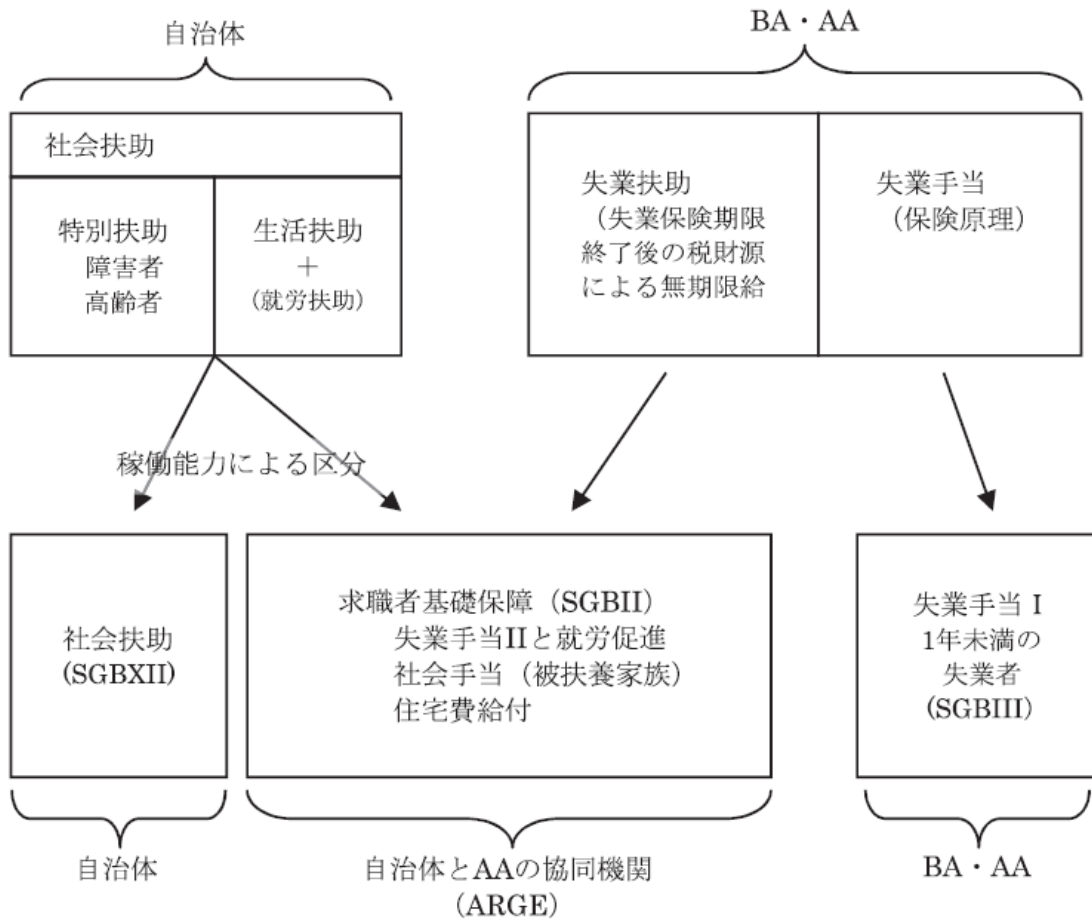 自治体
BA・AA
社会扶助
特別扶助
障害者
高齢者
生活扶助
+
(就労扶助)
失業扶助
（失業保険期限
終了後の税財源
による無期限給
失業手当
（保険原理）
稼働能力による区分
社会扶助
(SGBXII)
求職者基礎保障（SGBII）
失業手当IIと就労促進
社会手当（被扶養家族）
住宅費給付
失業手当 I
1年未満の
失業者
(SGBIII)
自治体
自治体とAAの協同機関
（ARGE）
BA・AA